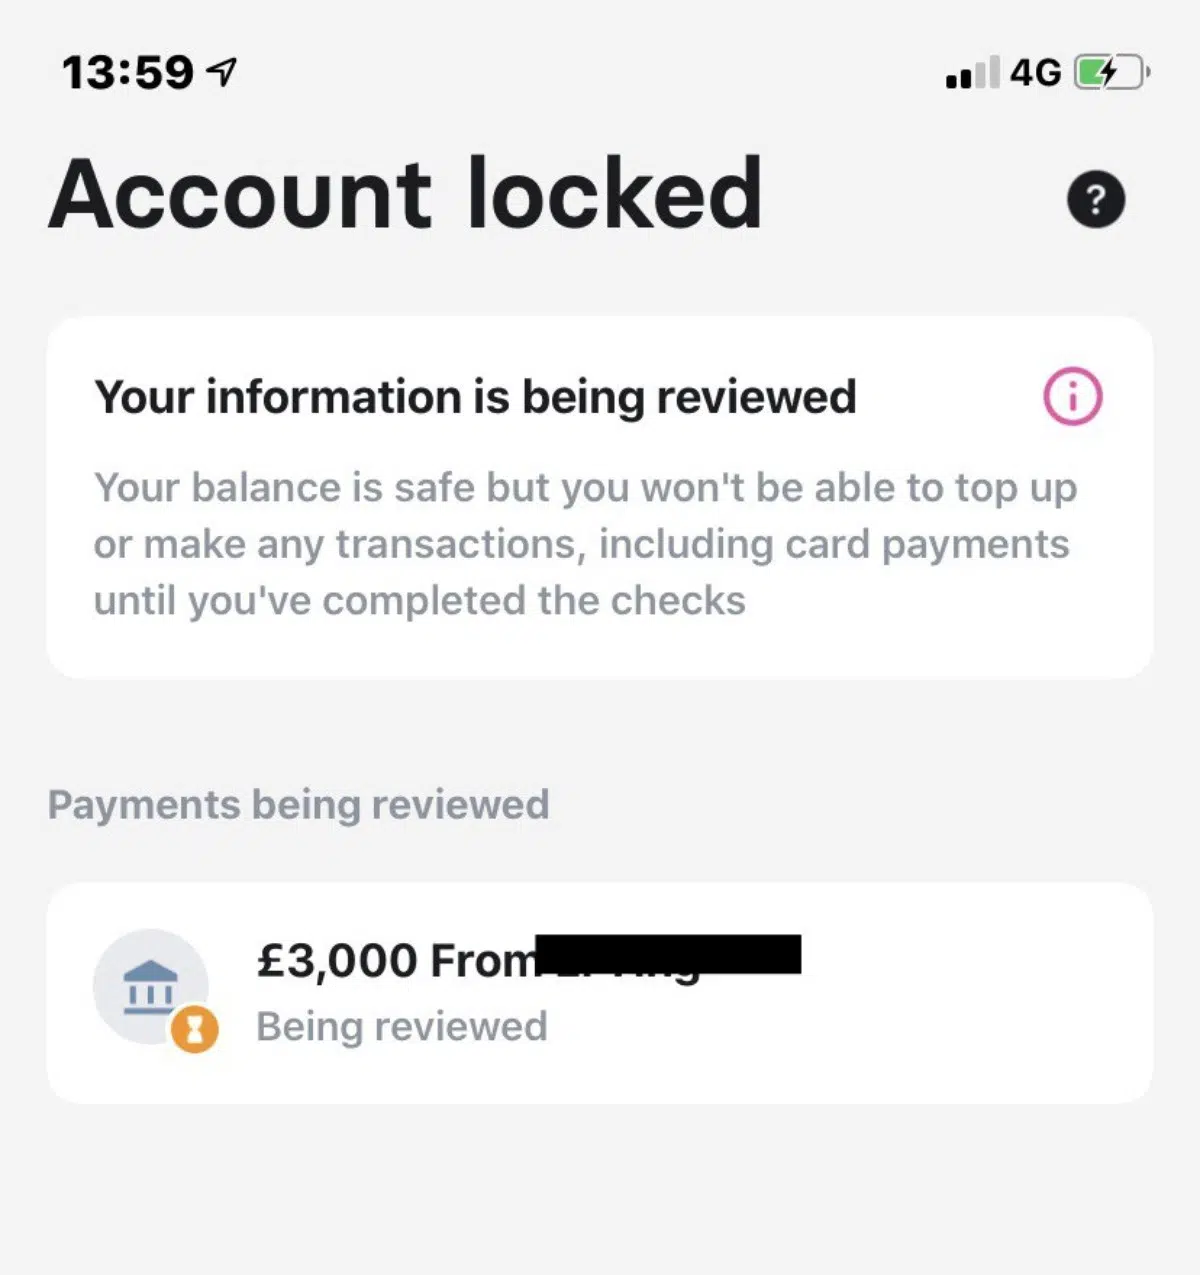 13:59
4G
Account locked
?
Your information is being reviewed
i
Your balance is safe but you won't be able to top up
or make any transactions, including card payments
until you've completed the checks
Payments being reviewed
£3,000 From
Being reviewed